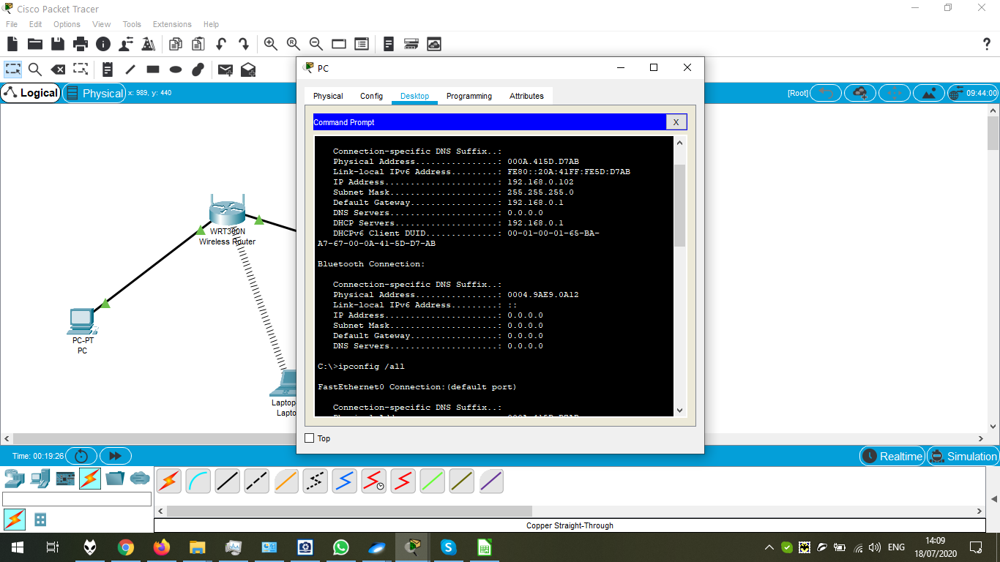 Cisco Packet Tracer
File Edit Options View Tools Extensions Help
Logical
Physical
x: 989, y: 440
[Root]
09:44:00
WRT300N
Wireless Router
PC-PT
PC
Laptop
Lapto
PC
Physical Config Desktop Programming Attributes
Command Prompt
X
Connection-specific DNS Suffix..:
Physical Address................: 000A.415D.D7AB
Link-local IPv6 Address.........: FE80::20A:41FF:FE5D:D7AB
IP Address......................: 192.168.0.102
Subnet Mask.....................: 255.255.255.0
Default Gateway.................: 192.168.0.1
DNS Servers.....................: 0.0.0.0
DHCP Servers....................: 192.168.0.1
DHCPv6 Client DUID..............: 00-01-00-01-65-BA-
A7-67-00-0A-41-5D-D7-AB
Bluetooth Connection:
Connection-specific DNS Suffix..:
Physical Address................: 0004.9AE9.0A12
Link-local IPv6 Address.........: ::
IP Address......................: 0.0.0.0
Subnet Mask.....................: 0.0.0.0
Default Gateway.................: 0.0.0.0
DNS Servers.....................: 0.0.0.0
C:\>ipconfig /all
FastEthernet0 Connection:(default port)
Connection-specific DNS Suffix..:
Top
Time: 00:19:26
Realtime
Simulation
Copper Straight-Through
ENG
14:09
18/07/2020